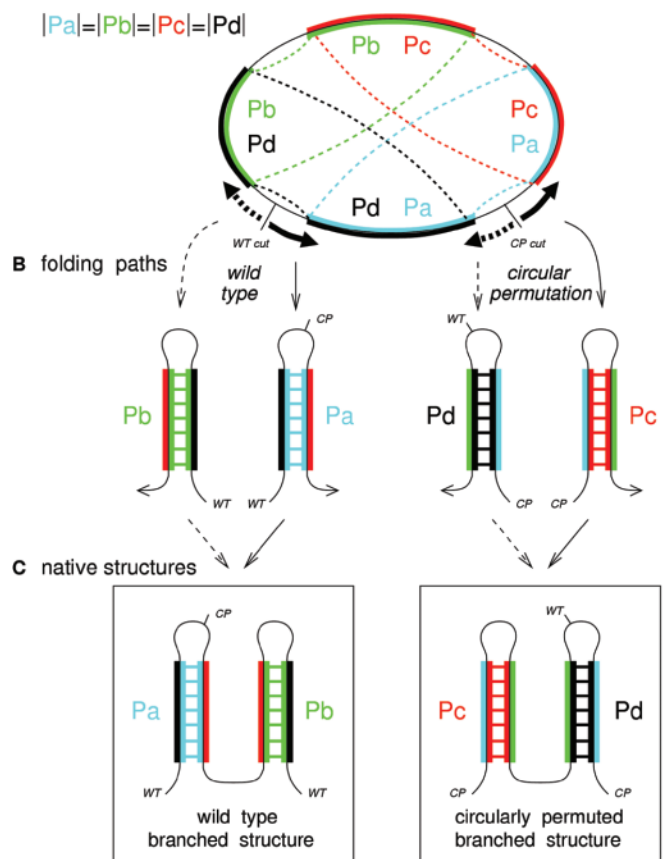 |Pa|=|Pb|=|Pc|=|Pd|
Pb Pc
Pb
Pd
Pc
Pa
Pd Pa
WT cut
CP cut
B folding paths
wild
type
circular
permutation
CP
WT
Pb
Pa
Pd
Pc
WT
WT
CP
CP
C native structures
CP
WT
Pa
Pb
Pc
Pd
WT
WT
CP
CP
wild type
branched structure
circularly permuted
branched structure